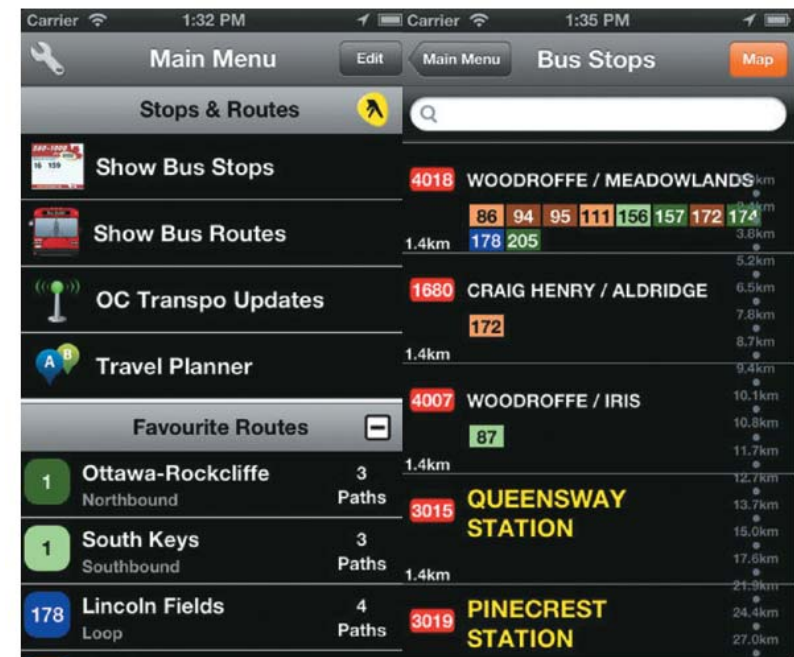 Carrier 1:32 PM
Main Menu Edit
Stops & Routes
Show Bus Stops
Show Bus Routes
OC Transpo Updates
Travel Planner
Favourite Routes
1 Ottawa-Rockcliffe 3
Northbound Paths
1 South Keys 3
Southbound Paths
178 Lincoln Fields 4
Loop Paths
Carrier 1:35 PM
Main Menu Bus Stops Map
4018 WOODROFFE / MEADOWLANDS
86 94 95 111 156 157 172 174
1.4km 178 205 3.8km
5.2km
1680 CRAIG HENRY / ALDRIDGE 6.5km
172 7.8km
8.7km
1.4km
9.4km
4007 WOODROFFE / IRIS 10.1km
87 10.8km
11.7km
1.4km
12.7km
3015 QUEENSWAY 13.7km
STATION 15.0km
17.6km
1.4km
21.9km
3019 PINECREST 24.4km
STATION 27.0km